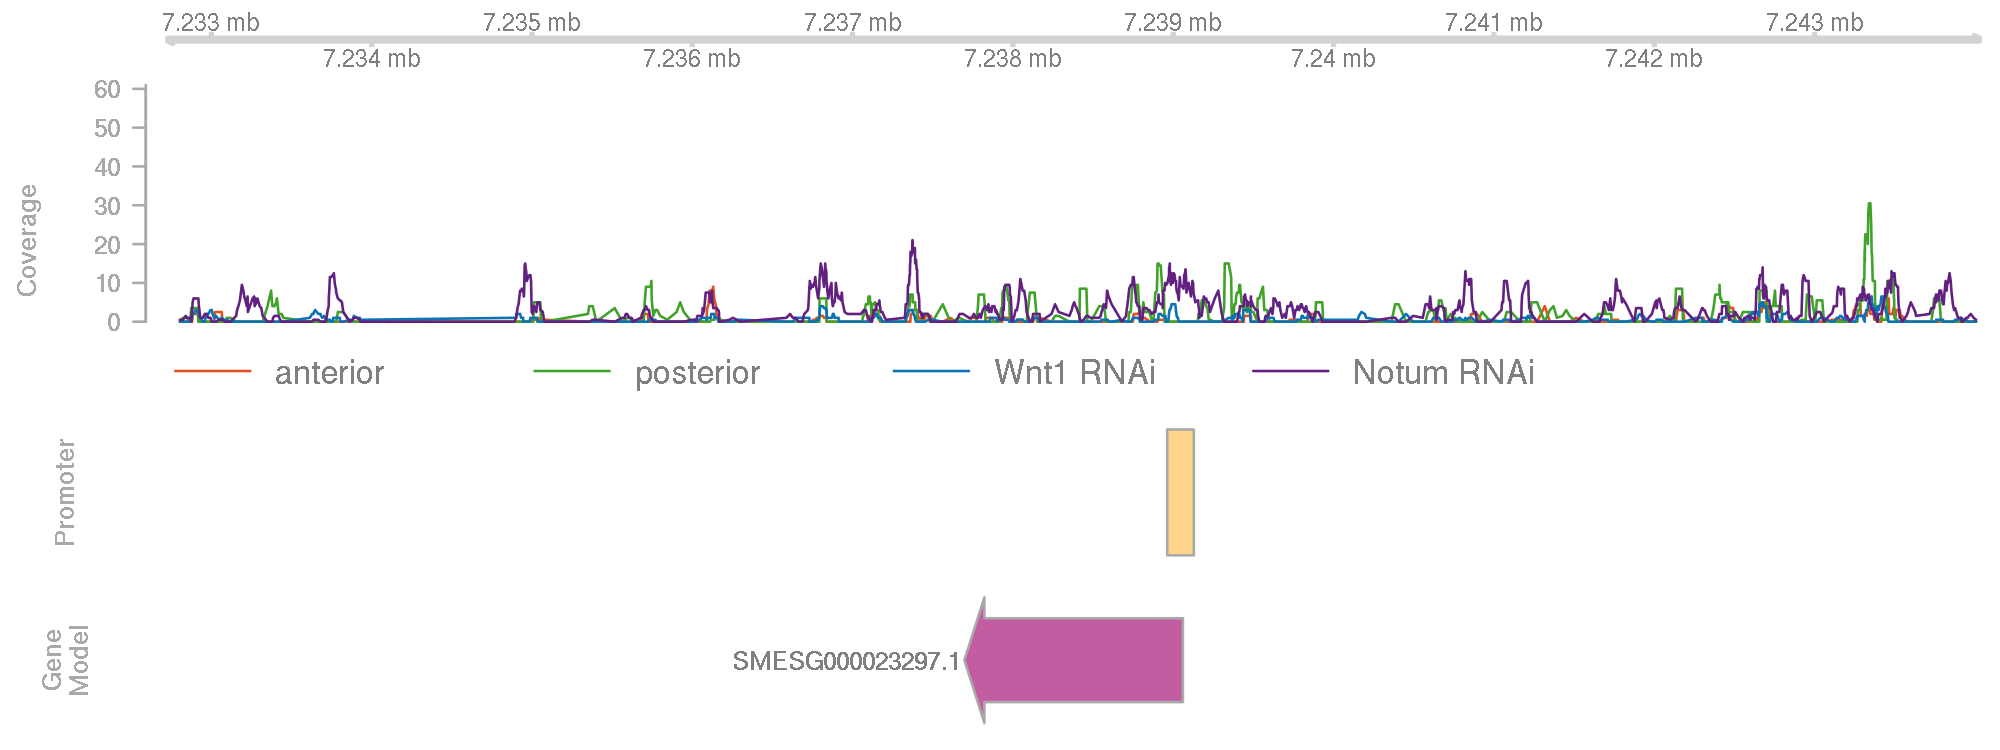 7.233 mb 7.235 mb 7.237 mb 7.239 mb 7.241 mb 7.243 mb
7.234 mb 7.236 mb 7.238 mb 7.24 mb 7.242 mb
60
50
40
30
20
10
0
Coverage
anterior posterior Wnt1 RNAi Notum RNAi
Promoter
Gene
Model
SMESG000023297.1